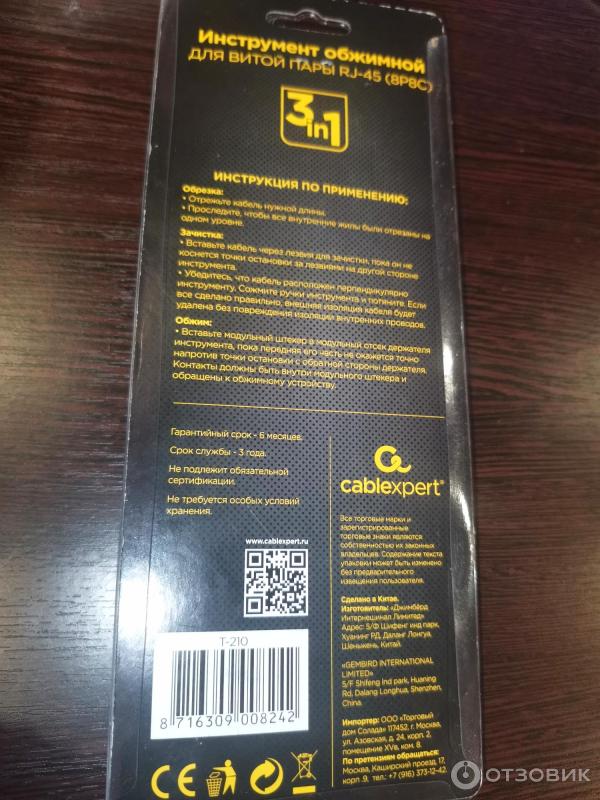 Инструмент обжимной
ДЛЯ ВИТОЙ ПАРЫ RJ-45 (8P8C)
3
in1
ИНСТРУКЦИЯ ПО ПРИМЕНЕНИЮ:
Обрезка:
• Отрежьте кабель нужной длины.
• Проследите, чтобы все внутренние жилы были отрезаны на
одном уровне.
Зачистка:
• Вставьте кабель через лезвия для зачистки, пока он не
коснется точки остановки за лезвиями на другой стороне
инструмента.
• Убедитесь, что кабель расположен перпендикулярно
инструменту. Сожмите ручки инструмента и потяните. Если
все сделано правильно, внешняя изоляция кабеля будет
удалена без повреждения изоляции внутренних проводов.
Обжим:
• Вставьте модульный штекер в модульный отсек держателя
инструмента, пока передняя его часть не окажется точно
напротив точки остановки с обратной стороны держателя.
Контакты должны быть внутри модульного штекера и
обращены к обжимному устройству.
Гарантийный срок - 6 месяцев.
Срок службы - 3 года.
Не подлежит обязательной
сертификации.
Не требуется особых условий
хранения.
www.cablexpert.ru
T-210
8 716309 008242
cablexpert®
Все торговые марки и
зарегистрированные
торговые знаки являются
собственностью их законных
владельцев. Содержание текста
упаковки может быть изменено
без предварительного
извещения пользователя.
Сделано в Китае.
Изготовитель: «Джимбёрд
Интернешинал Лимитед»
Адрес: 5/Ф Шифенг инд парк,
Хуанинг РД, Даланг Лонгуа,
Шеньжень, Китай.
«GEMBIRD INTERNATIONAL
LIMITED»
5/F Shifeng Ind park, Huaning
Rd, Dalang Longhua, Shenzhen,
China.
Импортер: ООО «Торговый
дом Солада» 117452, г. Москва,
ул. Азовская, д. 24, корп. 2,
помещение XVв, ком. 8.
По претензиям обращаться:
Москва, Каширский проезд, 17,
корп .9, тел.: +7 (916) 373-12-42.
CE
ОТЗОВИК